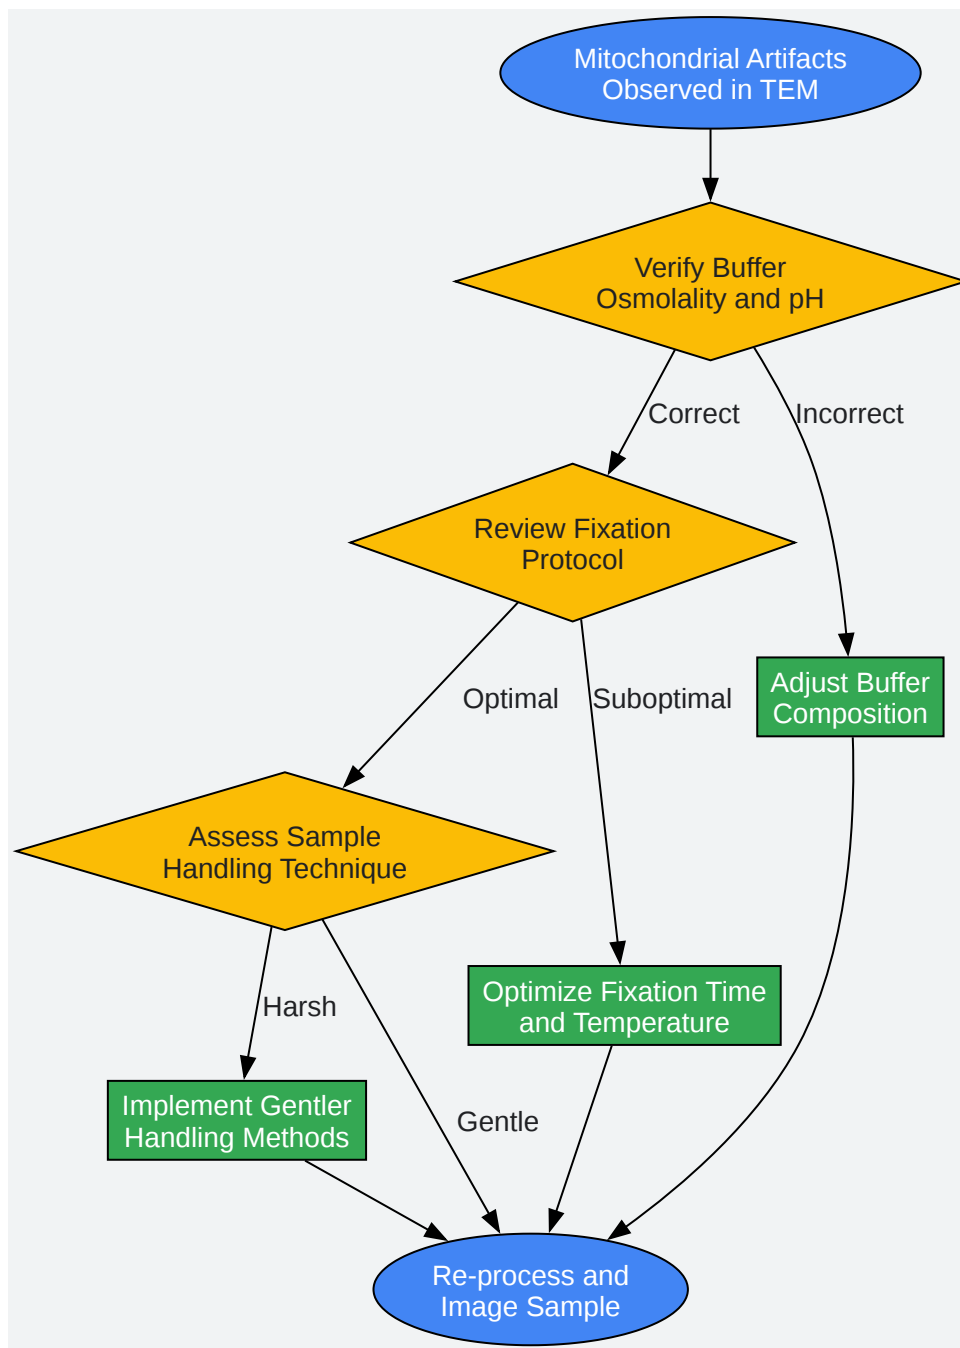 Mitochondrial Artifacts
Observed in TEM
Verify Buffer
Osmolality and pH
Correct
Incorrect
Review Fixation
Protocol
Optimal
Suboptimal
Adjust Buffer
Composition
Assess Sample
Handling Technique
Harsh
Optimize Fixation Time
and Temperature
Implement Gentler
Handling Methods
Gentle
Re-process and
Image Sample